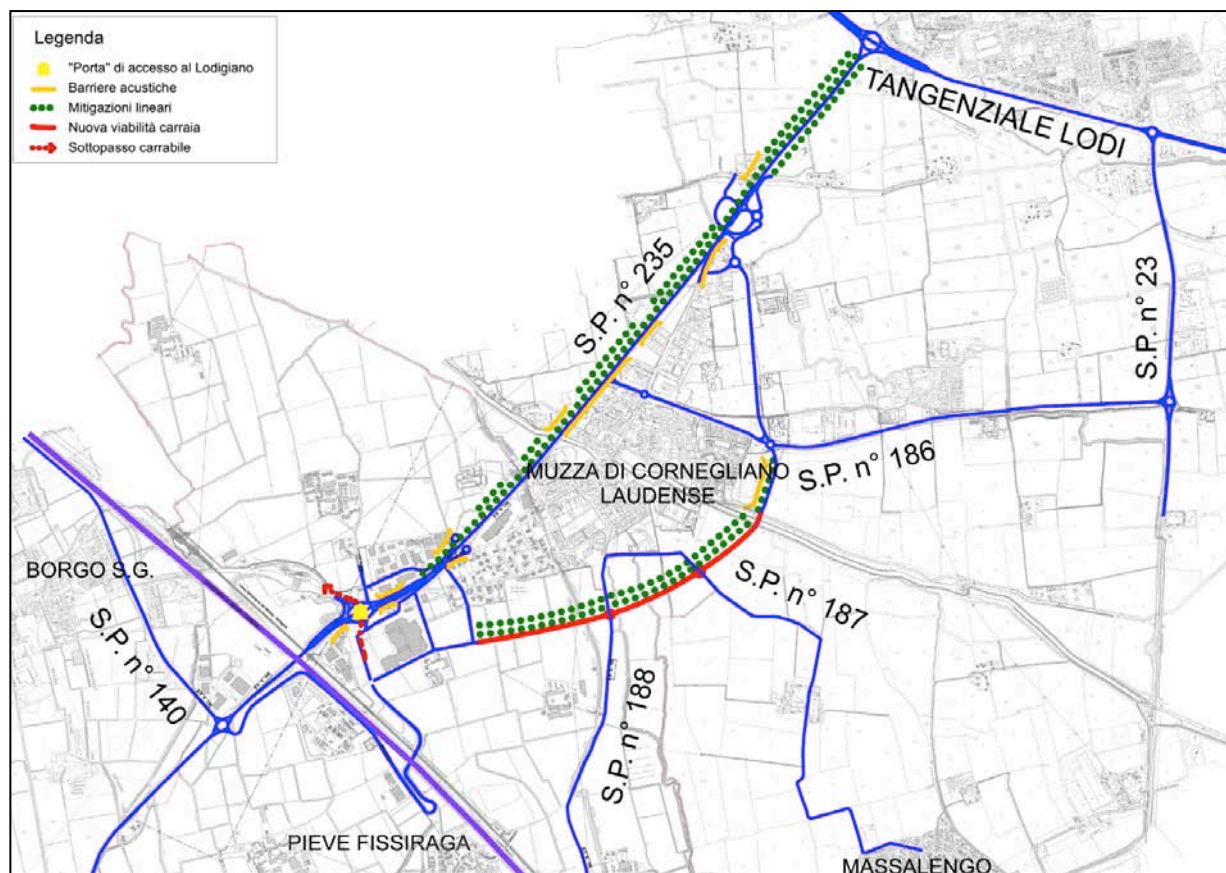 Legenda
"Porta" di accesso al Lodigiano
Barriere acustiche
Mitigazioni lineari
Nuova viabilità carraia
Sottopasso carrabile
TANGENZIALE LODI
S.P. n° 235
S.P. n° 23
S.P. n° 186
MUZZA DI CORNEGLIANO
LAUDENSE
BORGO S.G.
S.P. n° 187
S.P. n° 140
S.P. n° 188
PIEVE FISSIRAGA
MASSALENGO